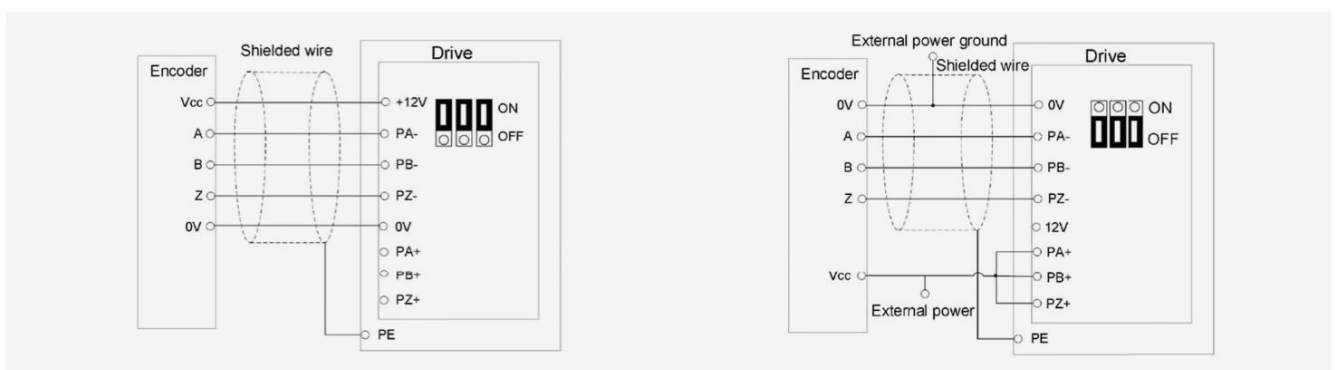 Shielded wire
Drive
Encoder
Vcc
+12V
ON
A
PA-
OFF
B
PB-
Z
PZ-
0V
0V
PA+
PB+
PZ+
PE
External power ground
Drive
Shielded wire
Encoder
0V
0V
ON
A
PA-
OFF
B
PB-
Z
PZ-
12V
PA+
Vcc
PB+
PZ+
External power
PE